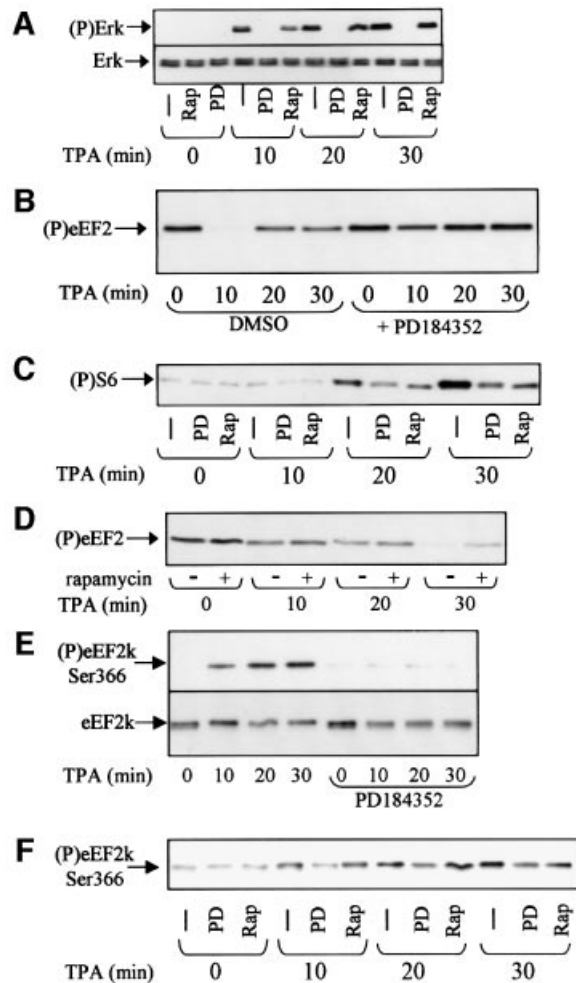 A
(P)Erk
Erk
— Rap PD — PD Rap — PD Rap — PD Rap
TPA (min) 0 10 20 30
B
(P)eEF2
TPA (min) 0 10 20 30 0 10 20 30
DMSO + PD184352
C
(P)S6
— PD Rap — PD Rap — PD Rap — PD Rap
TPA (min) 0 10 20 30
D
(P)eEF2
rapamycin - + - + - + - +
TPA (min) 0 10 20 30
E
(P)eEF2k
Ser366
eEF2k
TPA (min) 0 10 20 30 0 10 20 30
PD184352
F
(P)eEF2k
Ser366
— PD Rap — PD Rap — PD Rap — PD Rap
TPA (min) 0 10 20 30